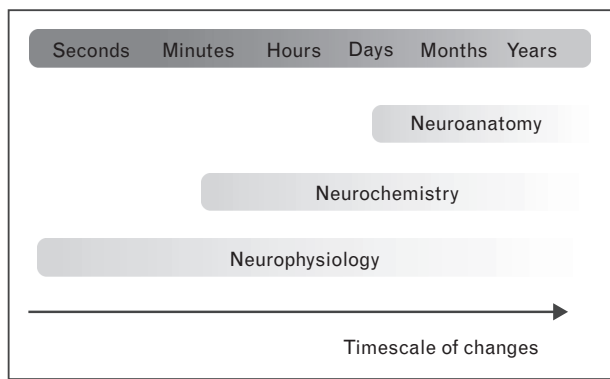 Seconds Minutes Hours Days Months Years
Neuroanatomy
Neurochemistry
Neurophysiology
Timescale of changes